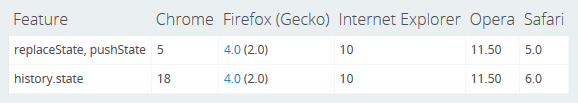 Feature Chrome Firefox (Gecko) Internet Explorer Opera Safari
replaceState, pushState 5 4.0 (2.0) 10 11.50 5.0
history.state 18 4.0 (2.0) 10 11.50 6.0